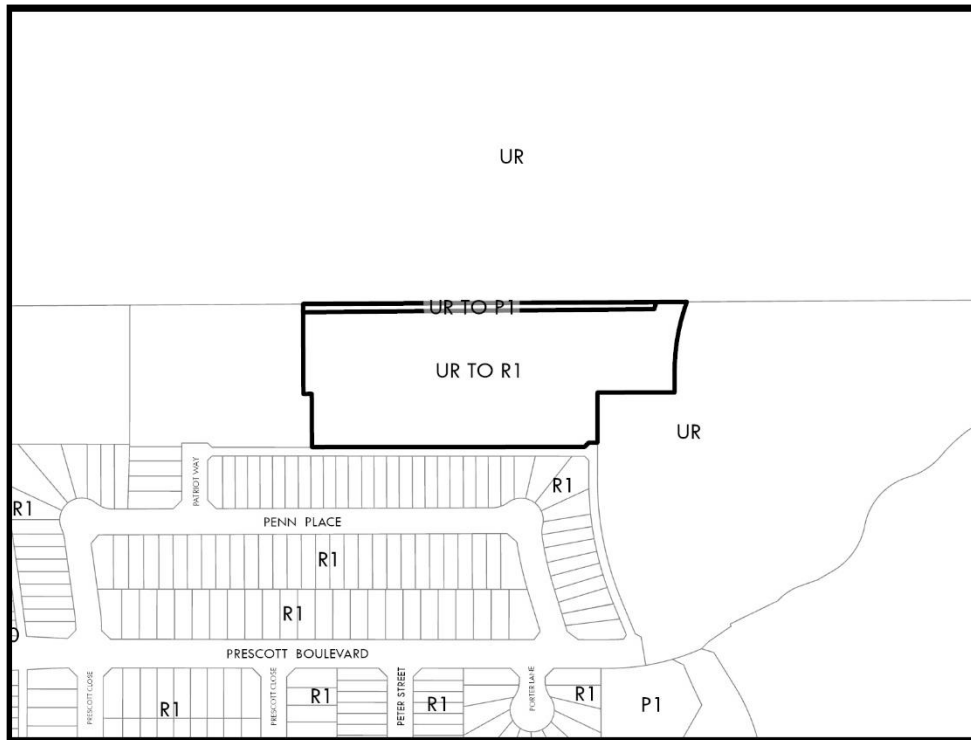 UR
UR TO P1
UR TO R1
UR
PATRIOT WAY
R1
R1
PENN PLACE
R1
R1
PRESCOTT BOULEVARD
PRESCOTT CLOSE
PRESCOTT CLOSE
PETER STREET
PORTER LANE
R1
R1
R1
R1
P1